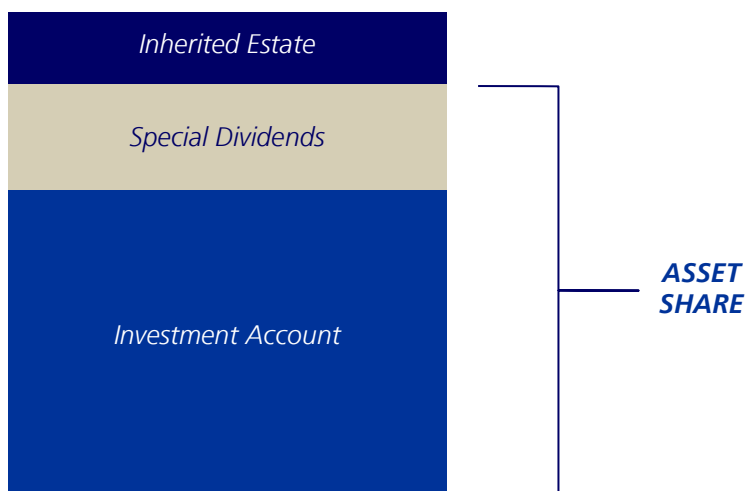 Inherited Estate
Special Dividends
ASSET
SHARE
Investment Account